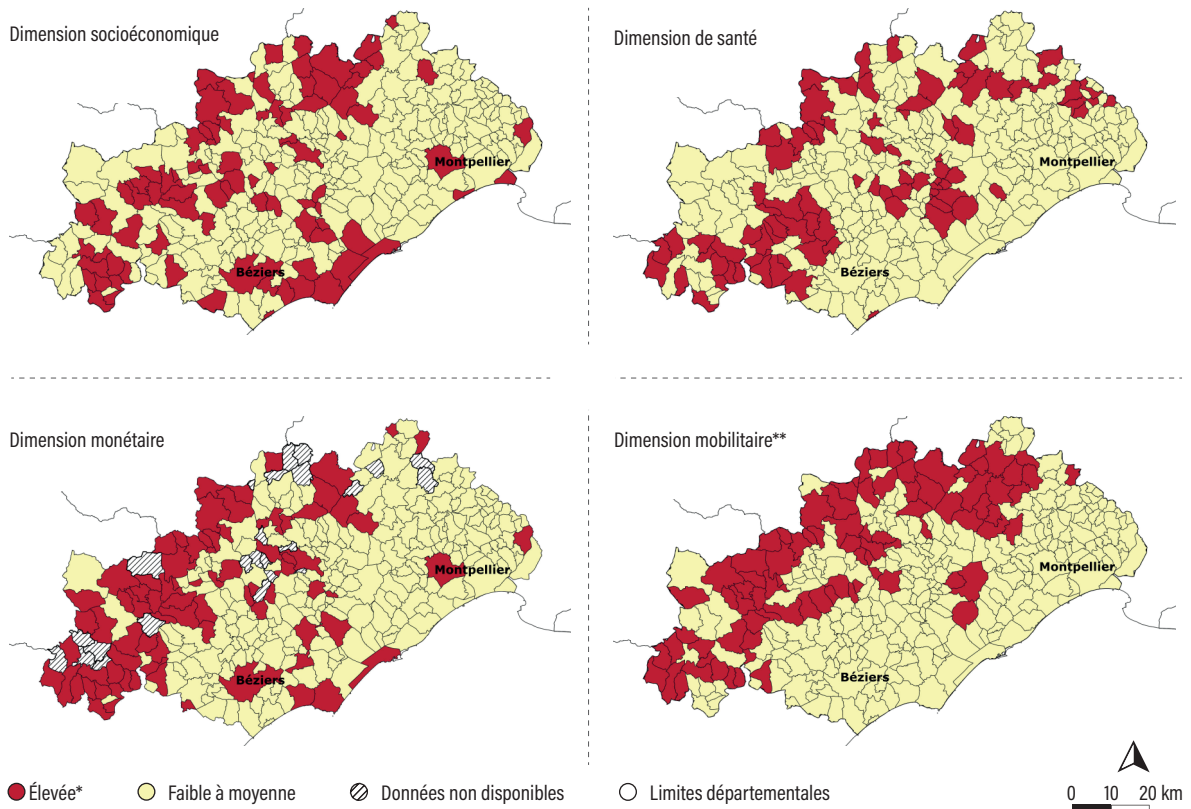 Dimension socioéconomique
Montpellier
Béziers
Dimension de santé
Montpellier
Béziers
Dimension monétaire
Montpellier
Béziers
Dimension mobilitaire**
Montpellier
Béziers
Élevée* Faible à moyenne Données non disponibles Limites départementales
0 10 20 km